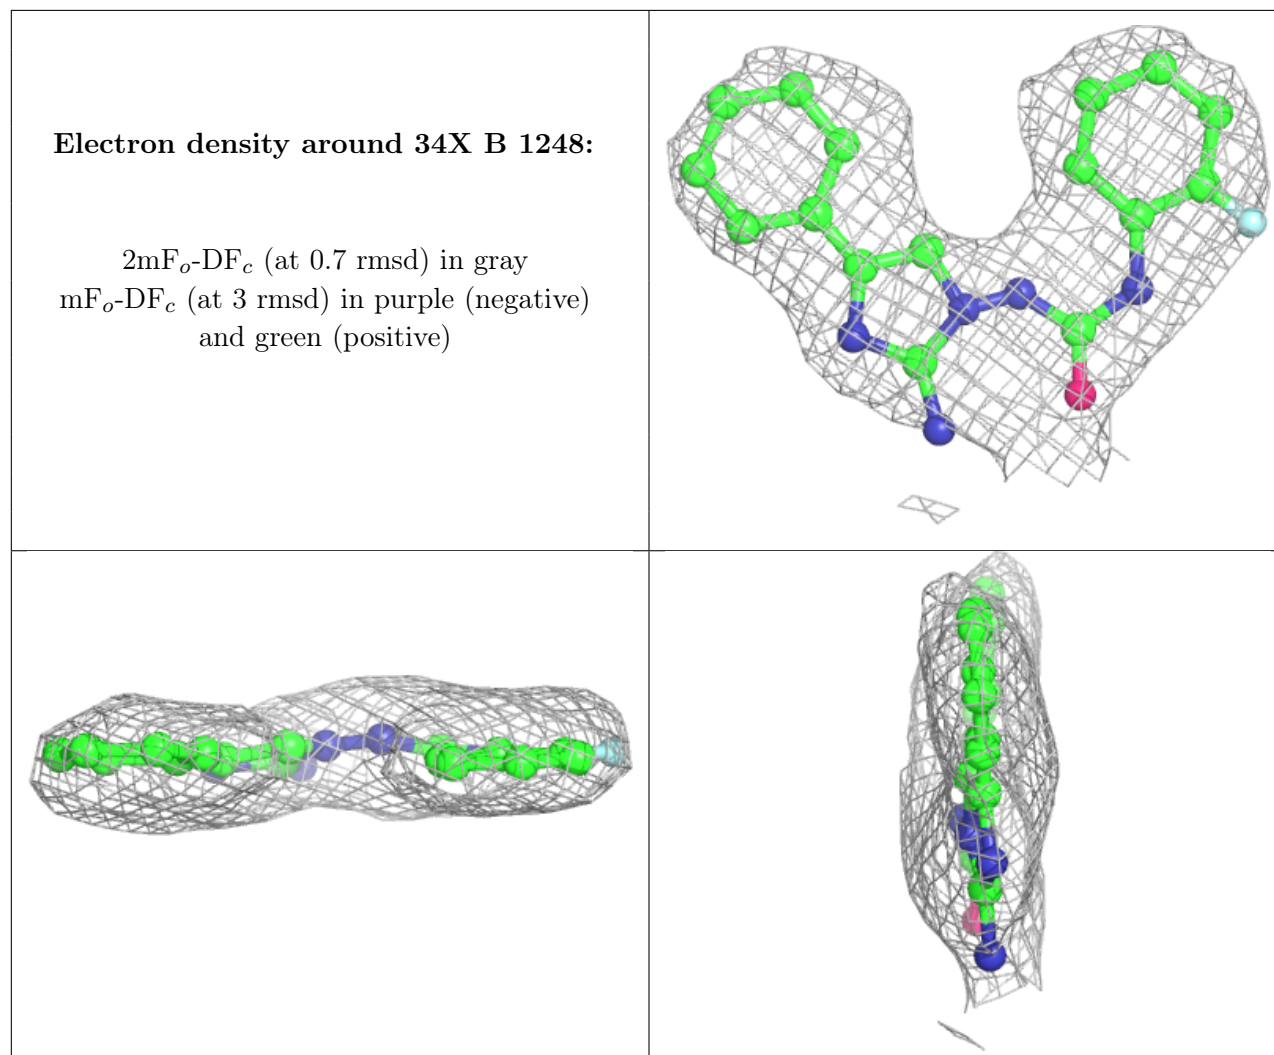 Electron density around 34X B 1248:
2mFo-DFc (at 0.7 rmsd) in gray
mFo-DFc (at 3 rmsd) in purple (negative)
and green (positive)